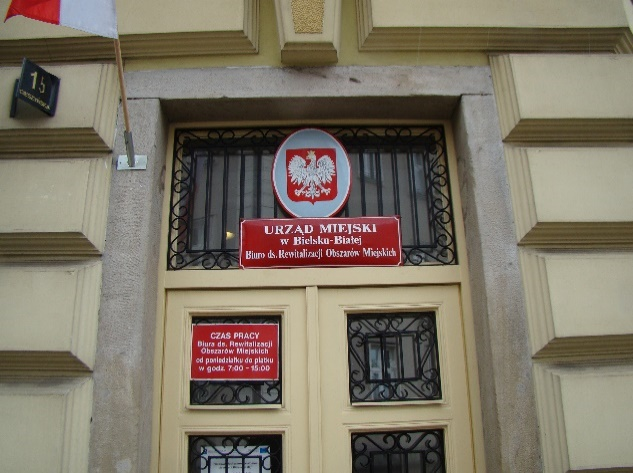 15
URZĄD MIEJSKI
w Bielsku-Białej
Biuro ds. Rewitalizacji Obszarów Miejskich
CZAS PRACY
Biura ds. Rewitalizacji
Obszarów Miejskich
od poniedziałku do piątku
w godz. 7:00 - 15:00